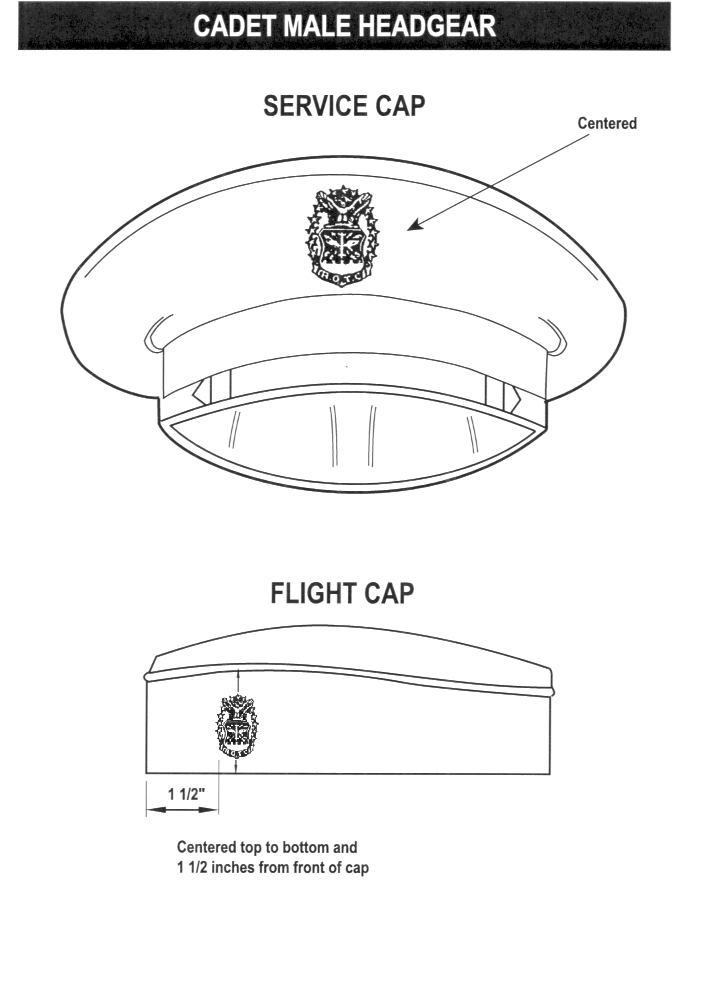 CADET MALE HEADGEAR
SERVICE CAP
Centered
R.O.T.C.
FLIGHT CAP
1 1/2"
Centered top to bottom and
1 1/2 inches from front of cap